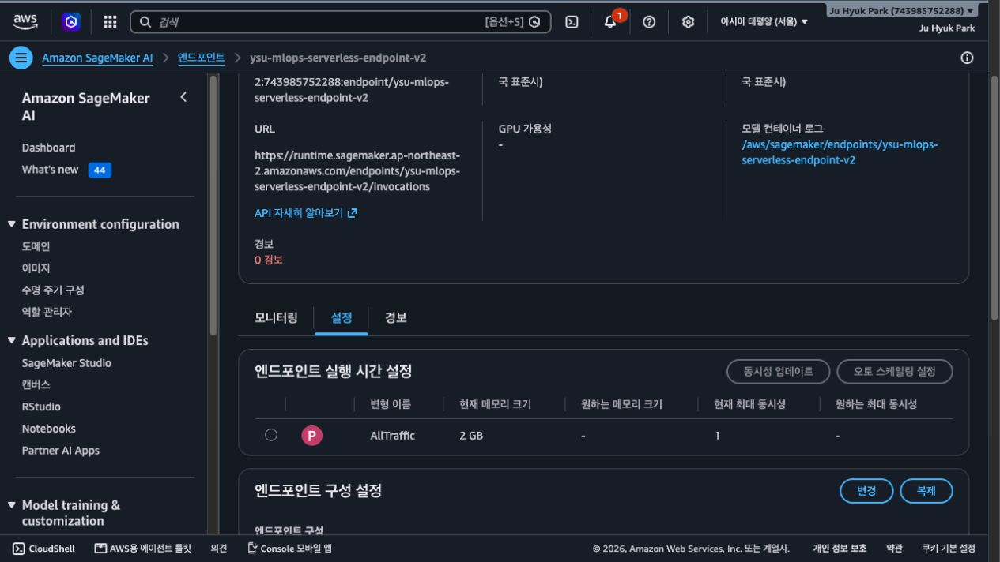 aws
검색
[옵션+S]
1
아시아 태평양 (서울) ▼
Ju Hyuk Park (743985752288) ▼
Ju Hyuk Park
Amazon SageMaker AI > 엔드포인트 > ysu-mlops-serverless-endpoint-v2
Amazon SageMaker
AI
Dashboard
What's new 44
Environment configuration
도메인
이미지
수명 주기 구성
역할 관리자
Applications and IDEs
SageMaker Studio
캔버스
RStudio
Notebooks
Partner AI Apps
Model training &
customization
2:743985752288:endpoint/ysu-mlops-
serverless-endpoint-v2
국 표준시)
국 표준시)
URL
https://runtime.sagemaker.ap-northeast-
2.amazonaws.com/endpoints/ysu-mlops-
serverless-endpoint-v2/invocations
API 자세히 알아보기
GPU 가용성
-
모델 컨테이너 로그
/aws/sagemaker/endpoints/ysu-mlops-
serverless-endpoint-v2
경보
0 경보
모니터링 설정 경보
엔드포인트 실행 시간 설정
동시성 업데이트 오토 스케일링 설정
변형 이름 현재 메모리 크기 원하는 메모리 크기 현재 최대 동시성 원하는 최대 동시성
P AllTraffic 2 GB - 1 -
엔드포인트 구성 설정
변경 복제
엔드포인트 구성
CloudShell AWS용 에이전트 툴킷 의견 Console 모바일 앱
© 2026, Amazon Web Services, Inc. 또는 계열사. 개인 정보 보호 약관 쿠키 기본 설정